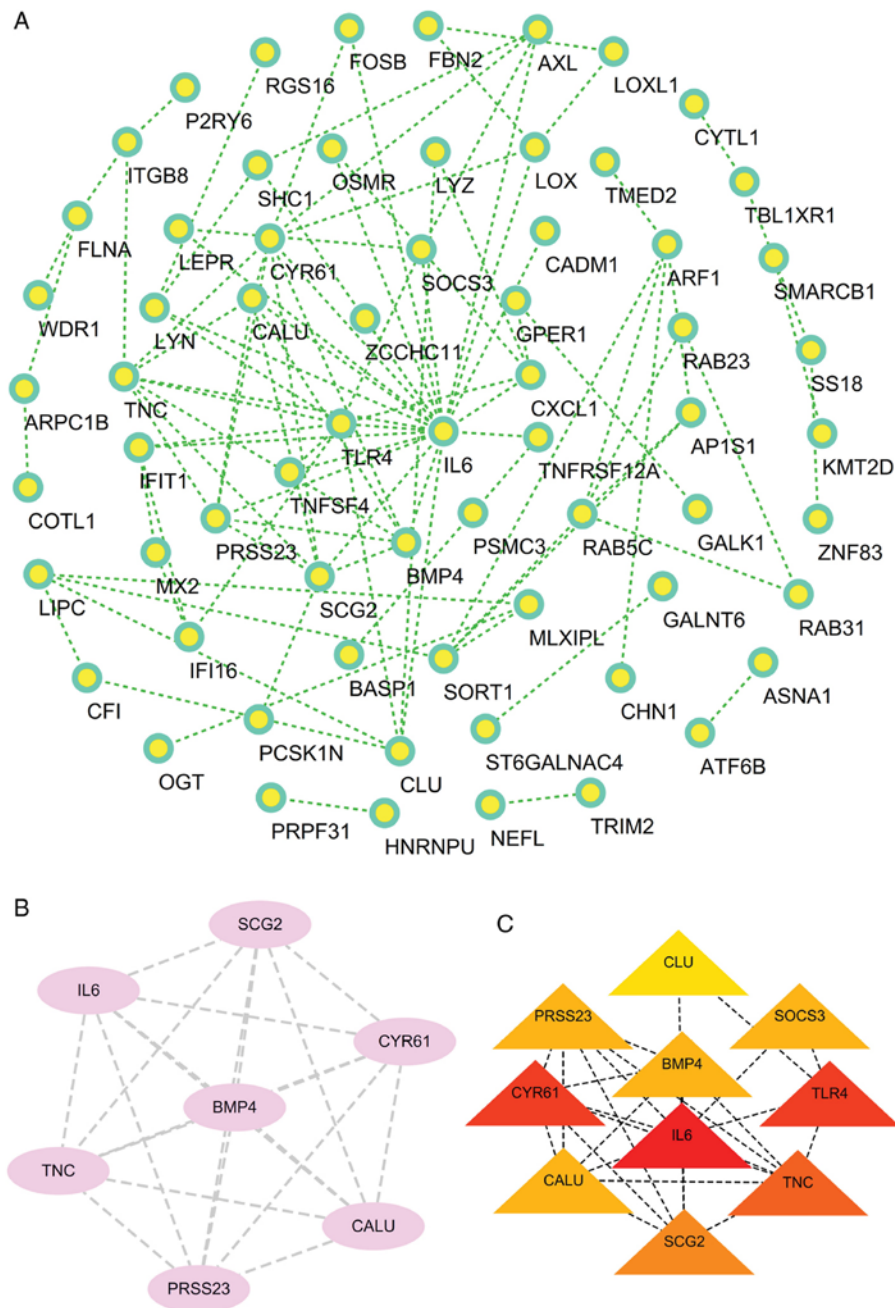 A
FOSB
FBN2
AXL
RGS16
LOXL1
P2RY6
CYTL1
ITGB8
SHC1
OSMR
LYZ
LOX
TMED2
TBL1XR1
FLNA
LEPR
CYR61
SOCS3
CADM1
ARF1
SMARCB1
WDR1
LYN
CALU
ZCCHC11
GPER1
RAB23
SS18
ARPC1B
TNC
CXCL1
AP1S1
KMT2D
IFIT1
TLR4
IL6
TNFRSF12A
COTL1
TNFSF4
PRSS23
PSMC3
RAB5C
GALK1
ZNF83
MX2
BMP4
LIPC
SCG2
MLXIPL
GALNT6
RAB31
IFI16
BASP1
SORT1
CHN1
ASNA1
CFI
PCSK1N
ST6GALNAC4
ATF6B
OGT
CLU
PRPF31
HNRNPU
NEFL
TRIM2
B
SCG2
IL6
CYR61
BMP4
TNC
CALU
PRSS23
C
CLU
PRSS23
SOCS3
BMP4
CYR61
TLR4
IL6
CALU
TNC
SCG2